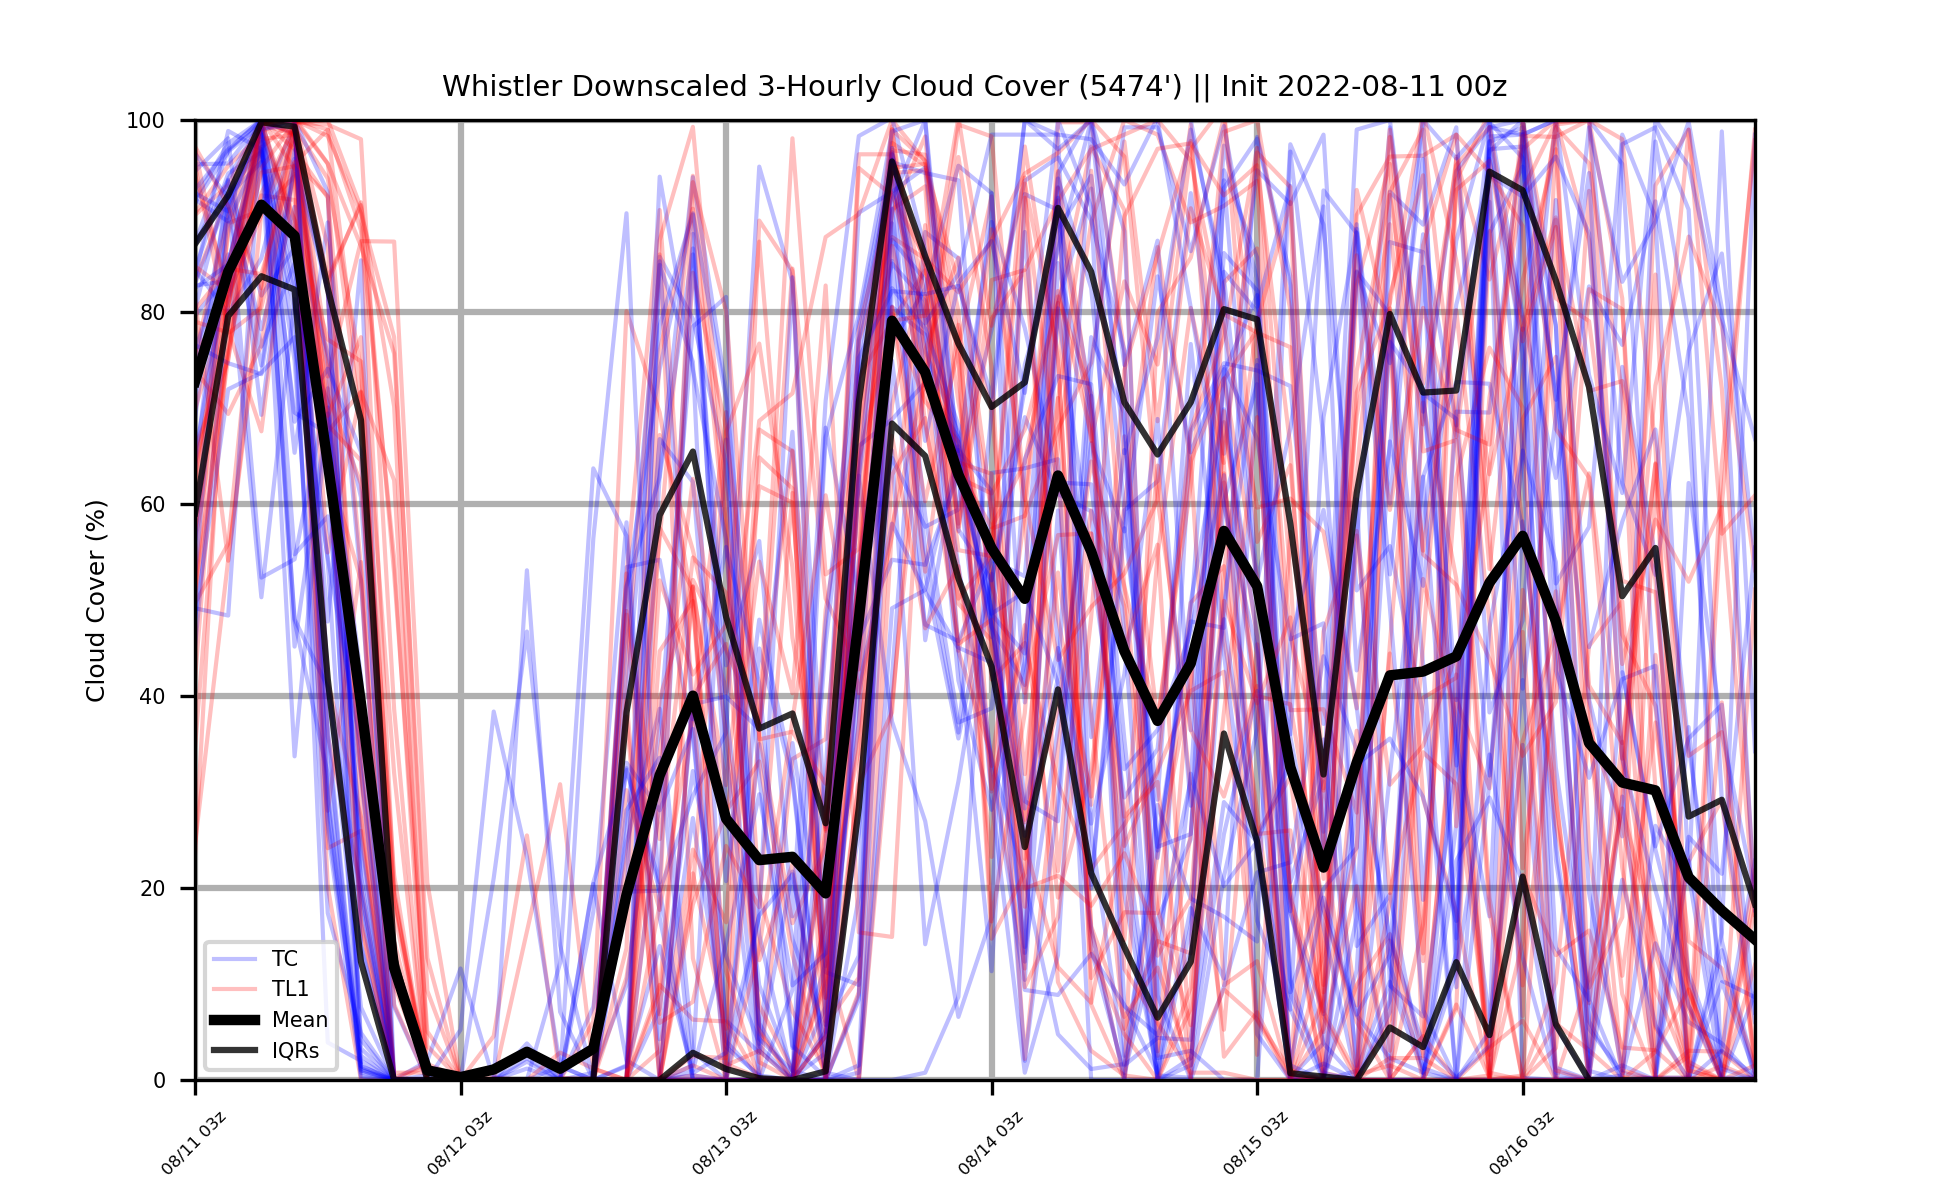 Whistler Downscaled 3-Hourly Cloud Cover (5474') || Init 2022-08-11 00z
Cloud Cover (%)
100
80
60
40
20
0
TC
TL1
Mean
IQRs
08/11 03z
08/12 03z
08/13 03z
08/14 03z
08/15 03z
08/16 03z